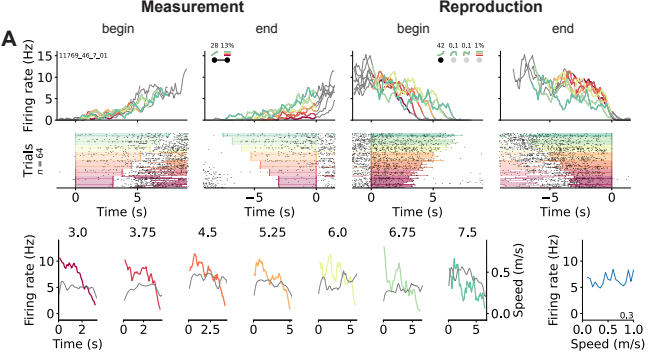 Measurement Reproduction
A begin end begin end
11769_46_7_01
28 13%
42 0.1 0.1 1%
Firing rate (Hz)
15
10
5
0
Trials
n = 64
0 5 −5 0 0 5 −5 0
Time (s) Time (s) Time (s) Time (s)
3.0 3.75 4.5 5.25 6.0 6.75 7.5
Firing rate (Hz)
10
5
0
0 2 0 2 0.0 2.5 0 5 0 5 0 5 0 5
Time (s)
0.5
0.0
Speed (m/s)
Firing rate (Hz)
10
5
0
0.3
0.0 0.5 1.0
Speed (m/s)